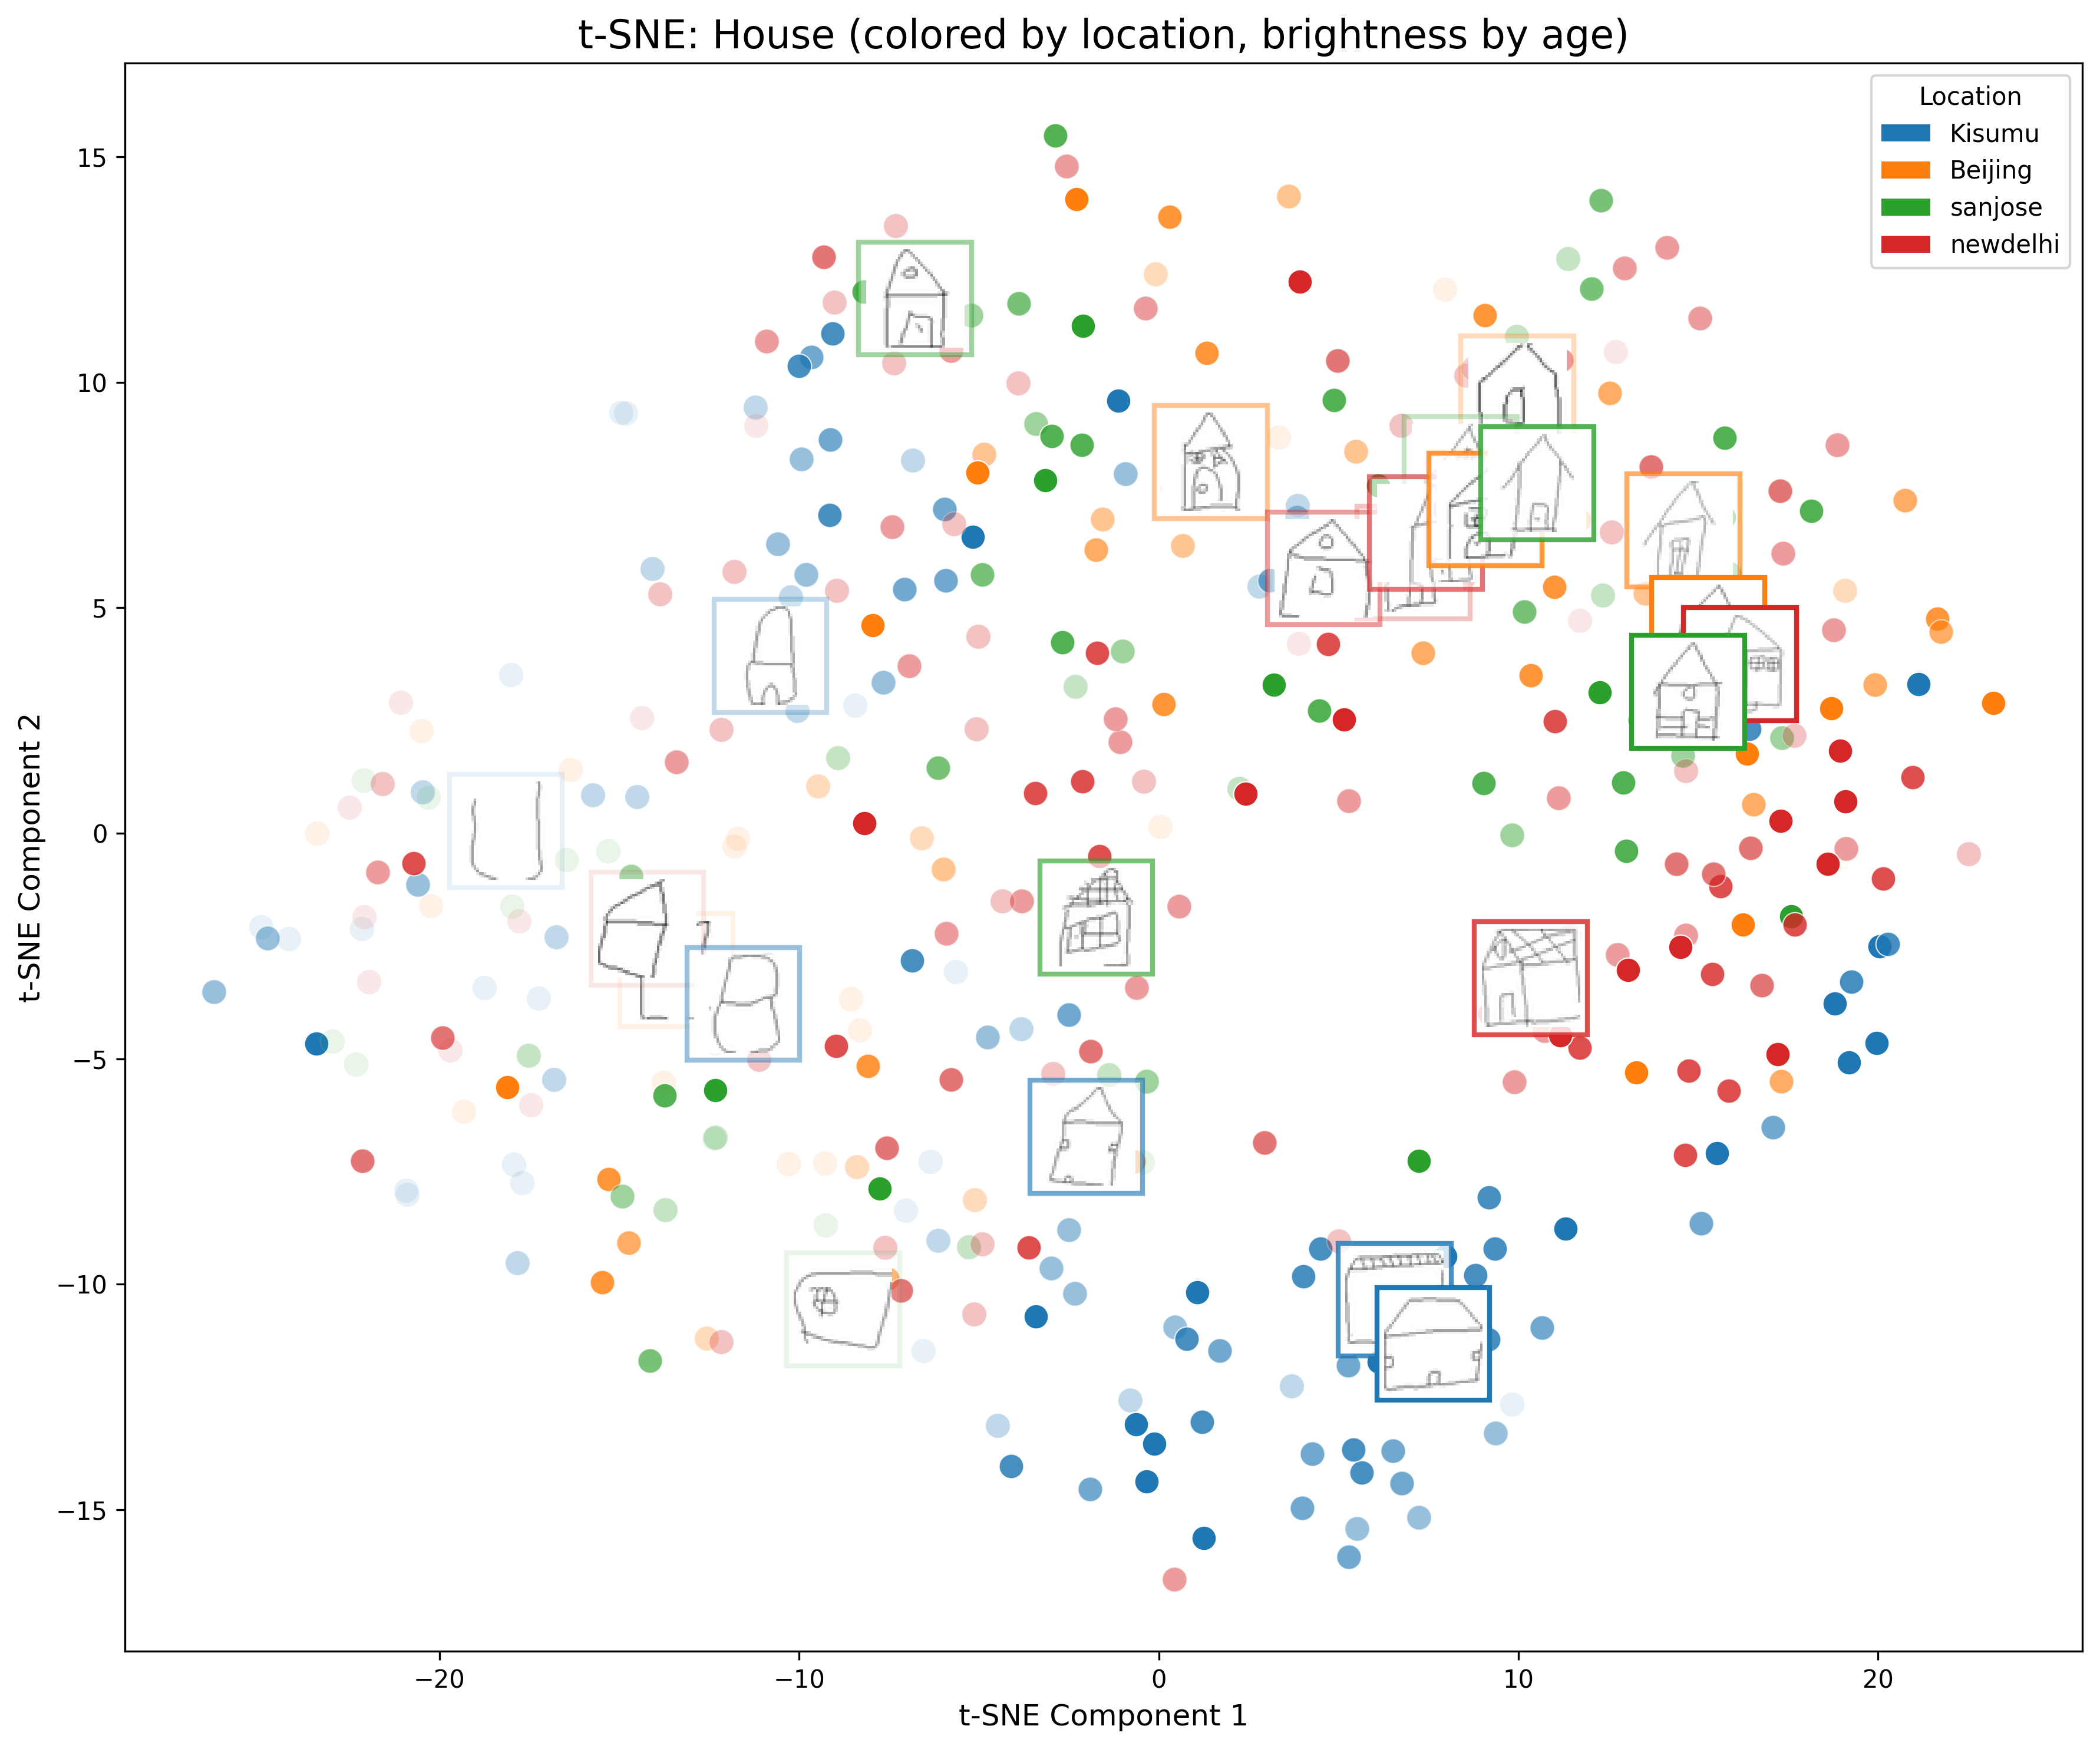 t-SNE: House (colored by location, brightness by age)
Location
Kisumu
Beijing
sanjose
newdelhi
15
10
5
0
−5
−10
−15
t-SNE Component 2
−20
−10
0
10
20
t-SNE Component 1